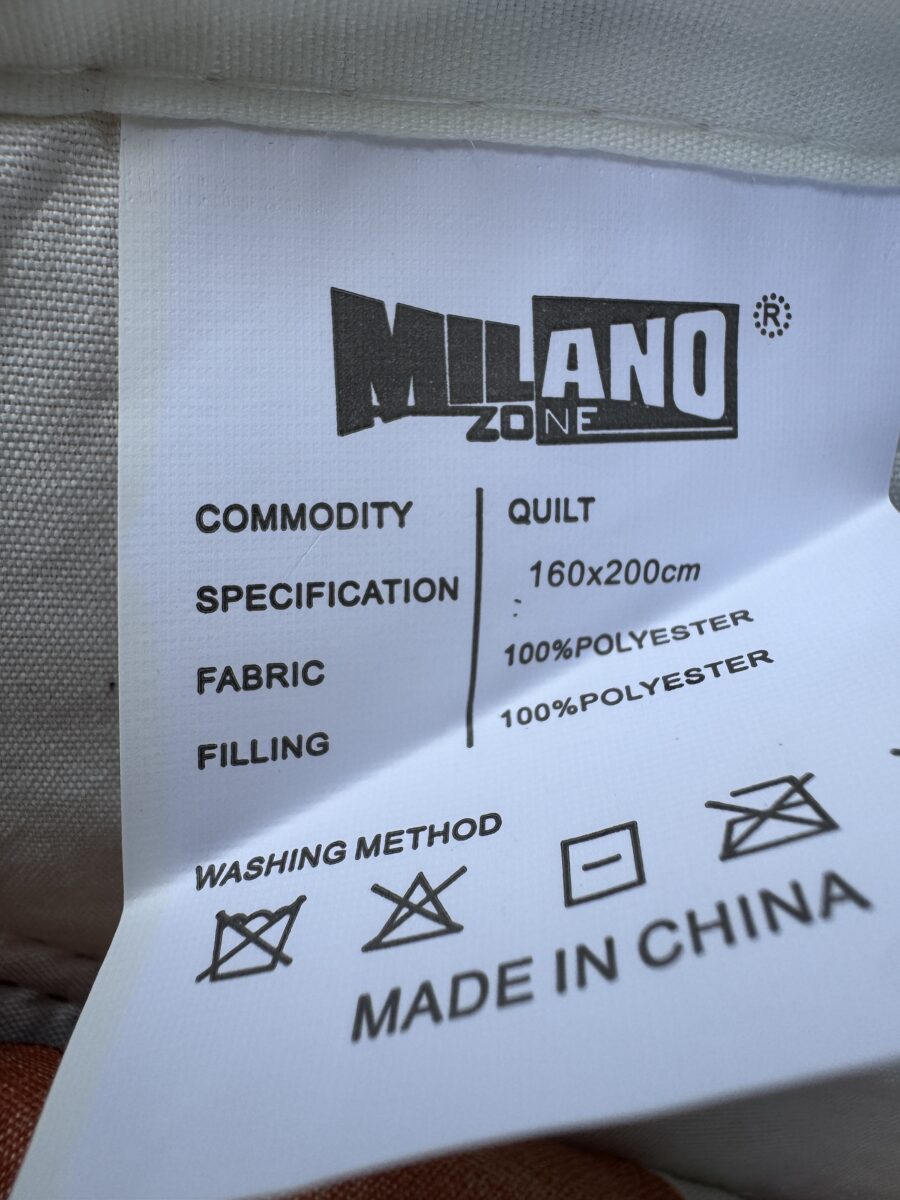 MILANO
ZONE
®
COMMODITY QUILT
SPECIFICATION 160x200cm
FABRIC 100%POLYESTER
FILLING 100%POLYESTER
WASHING METHOD
MADE IN CHINA